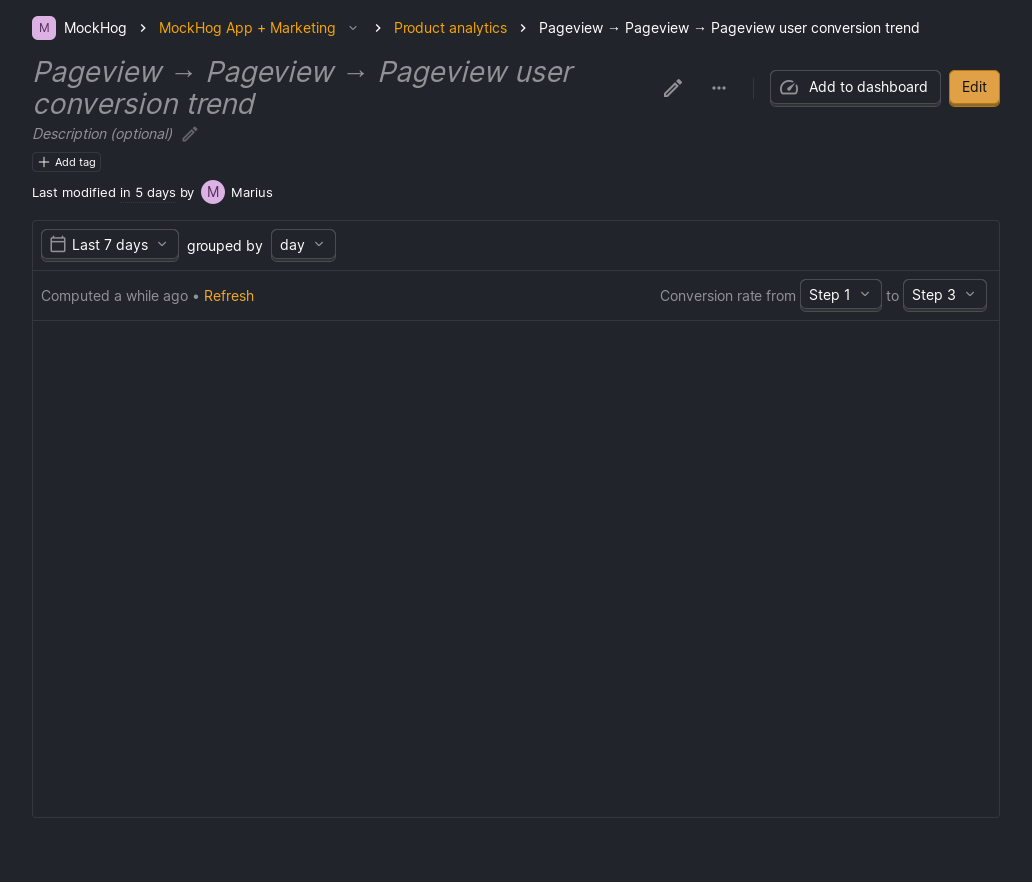 M MockHog MockHog App + Marketing Product analytics Pageview → Pageview → Pageview user conversion trend
Pageview → Pageview → Pageview user
conversion trend
Add to dashboard Edit
Description (optional)
Add tag
Last modified in 5 days by M Marius
Last 7 days grouped by day
Computed a while ago • Refresh Conversion rate from Step 1 to Step 3